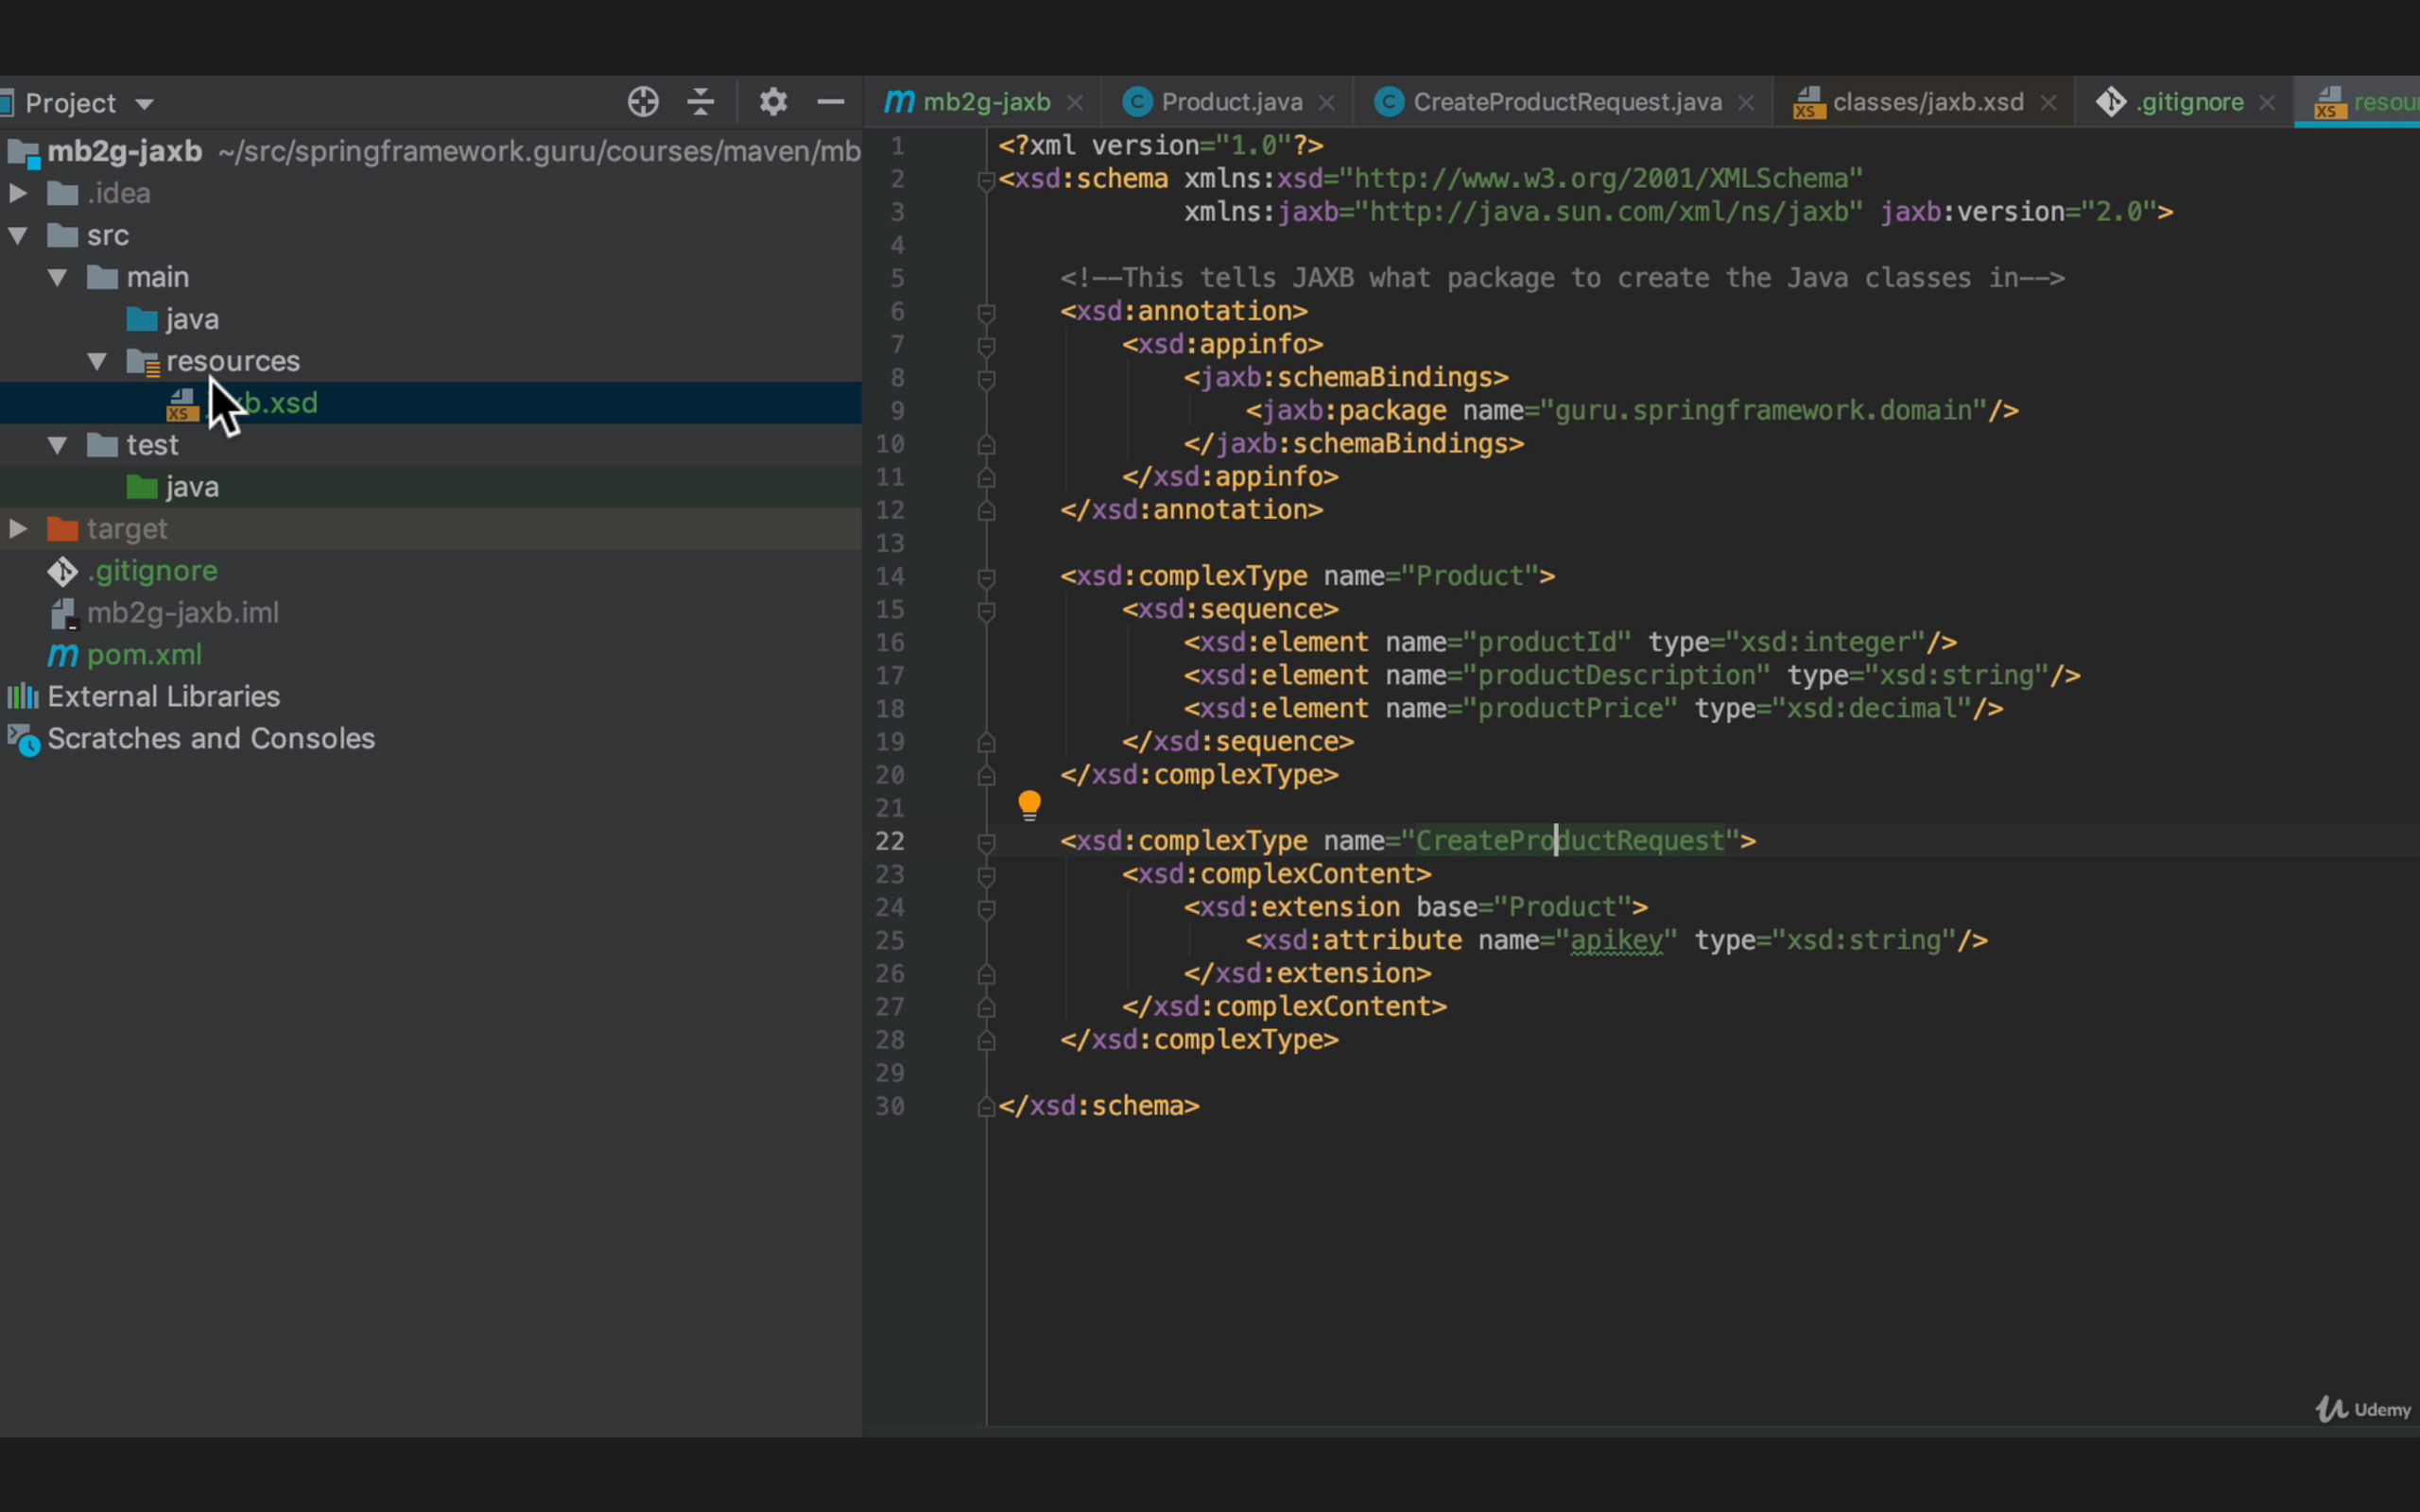 Project
mb2g-jaxb ~/src/springframework.guru/courses/maven/mb
.idea
src
main
java
resources
xb.xsd
test
java
target
.gitignore
mb2g-jaxb.iml
pom.xml
External Libraries
Scratches and Consoles
mb2g-jaxb Product.java CreateProductRequest.java classes/jaxb.xsd .gitignore resour
1 <?xml version="1.0"?>
2 <xsd:schema xmlns:xsd="http://www.w3.org/2001/XMLSchema"
3 xmlns:jaxb="http://java.sun.com/xml/ns/jaxb" jaxb:version="2.0">
4
5 <!--This tells JAXB what package to create the Java classes in-->
6 <xsd:annotation>
7 <xsd:appinfo>
8 <jaxb:schemaBindings>
9 <jaxb:package name="guru.springframework.domain"/>
10 </jaxb:schemaBindings>
11 </xsd:appinfo>
12 </xsd:annotation>
13
14 <xsd:complexType name="Product">
15 <xsd:sequence>
16 <xsd:element name="productId" type="xsd:integer"/>
17 <xsd:element name="productDescription" type="xsd:string"/>
18 <xsd:element name="productPrice" type="xsd:decimal"/>
19 </xsd:sequence>
20 </xsd:complexType>
21
22 <xsd:complexType name="CreateProductRequest">
23 <xsd:complexContent>
24 <xsd:extension base="Product">
25 <xsd:attribute name="apikey" type="xsd:string"/>
26 </xsd:extension>
27 </xsd:complexContent>
28 </xsd:complexType>
29
30 </xsd:schema>
Udemy